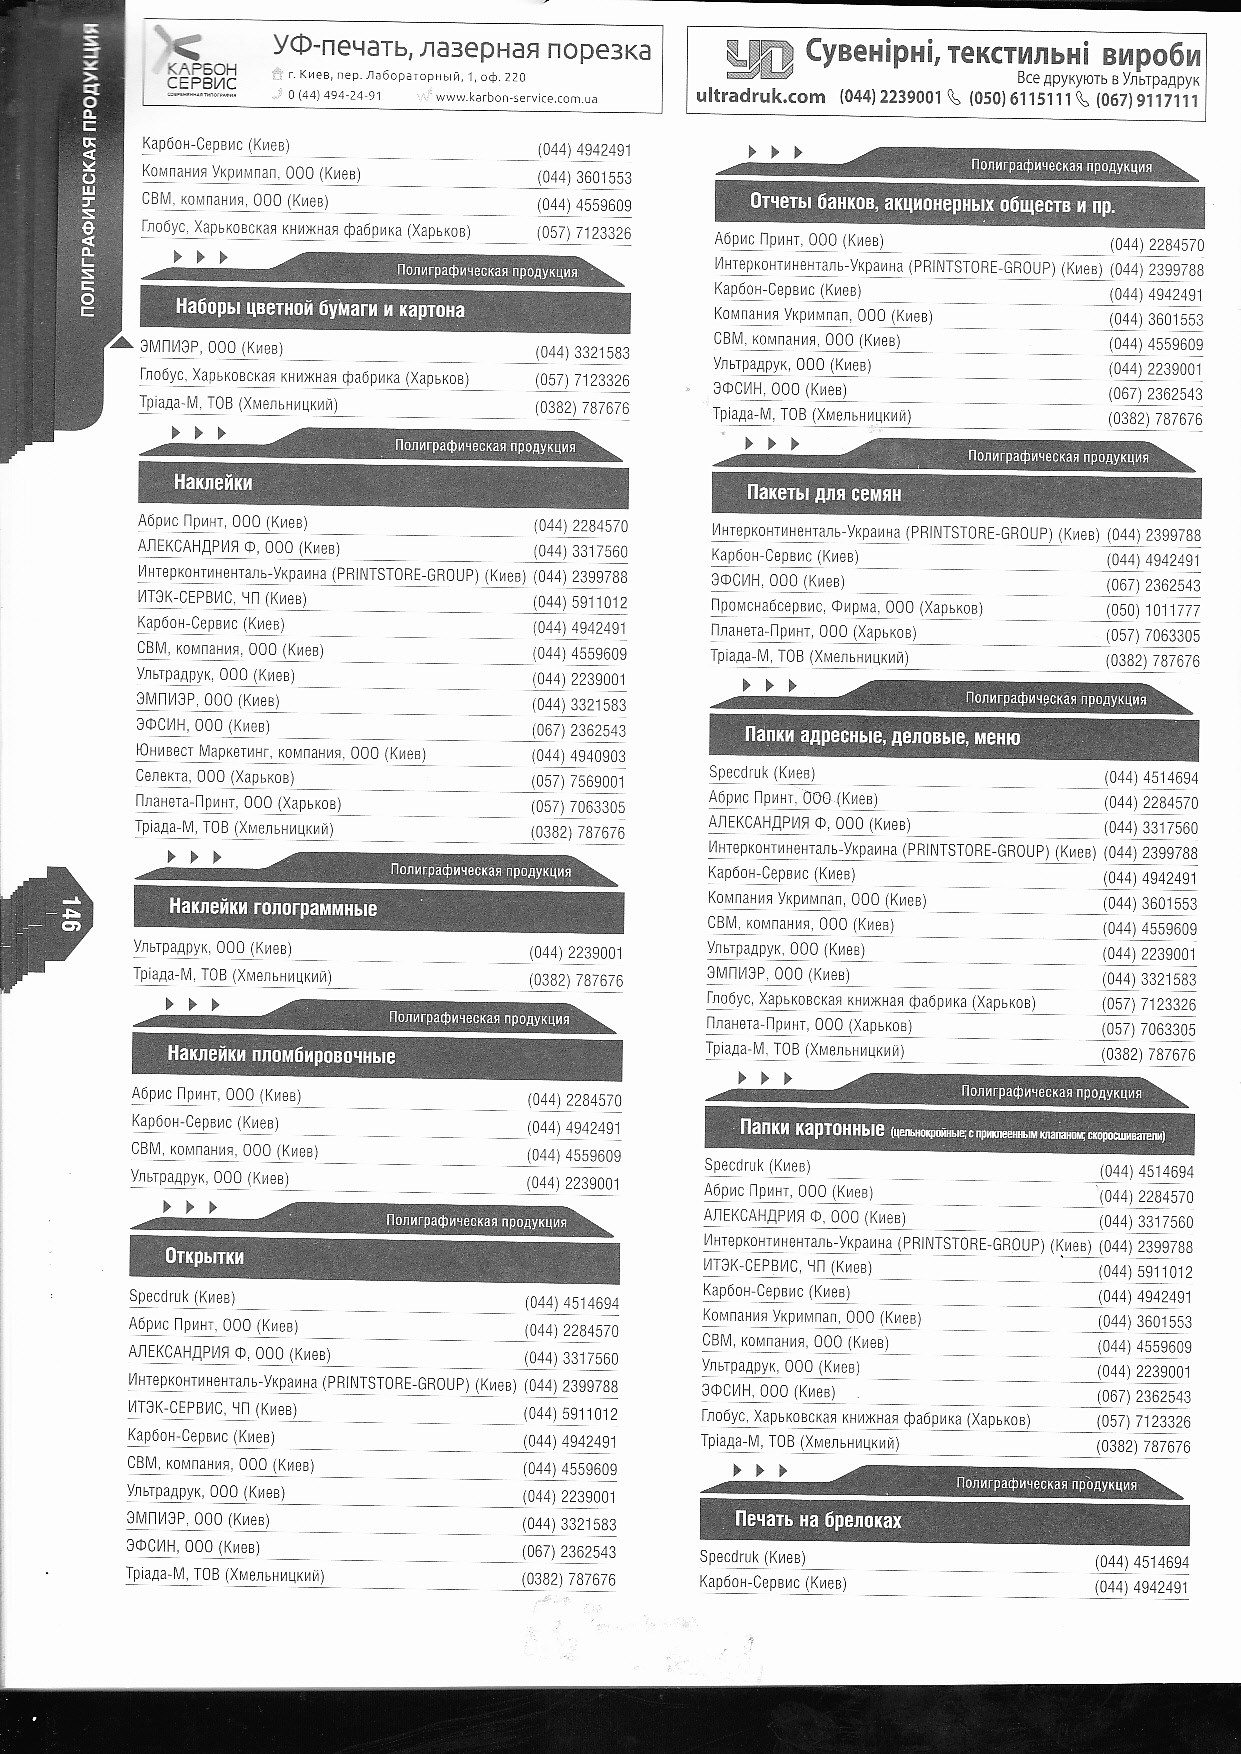 ПОЛИГРАФИЧЕСКАЯ ПРОДУКЦИЯ
146
КАРБОН
СЕРВИС
СОВРЕМЕННАЯ ТИПОГРАФИЯ
УФ-печать, лазерная порезка
г. Киев, пер. Лабораторный, 1, оф. 220
0 (44) 494-24-91 www.karbon-service.com.ua
УД Сувенірні, текстильні вироби
Все друкують в Ультрадрук
ultradruk.com (044) 2239001 (050) 6115111 (067) 9117111
Карбон-Сервис (Киев) (044) 4942491
Компания Укримпап, ООО (Киев) (044) 3601553
СВМ, компания, ООО (Киев) (044) 4559609
Глобус, Харьковская книжная фабрика (Харьков) (057) 7123326
Полиграфическая продукция
Наборы цветной бумаги и картона
ЭМПИЭР, ООО (Киев) (044) 3321583
Глобус, Харьковская книжная фабрика (Харьков) (057) 7123326
Тріада-М, ТОВ (Хмельницкий) (0382) 787676
Полиграфическая продукция
Наклейки
Абрис Принт, ООО (Киев) (044) 2284570
АЛЕКСАНДРИЯ Ф, ООО (Киев) (044) 3317560
Интерконтиненталь-Украина (PRINTSTORE-GROUP) (Киев) (044) 2399788
ИТЭК-СЕРВИС, ЧП (Киев) (044) 5911012
Карбон-Сервис (Киев) (044) 4942491
СВМ, компания, ООО (Киев) (044) 4559609
Ультрадрук, ООО (Киев) (044) 2239001
ЭМПИЭР, ООО (Киев) (044) 3321583
ЭФСИН, ООО (Киев) (067) 2362543
Юнивест Маркетинг, компания, ООО (Киев) (044) 4940903
Селекта, ООО (Харьков) (057) 7569001
Планета-Принт, ООО (Харьков) (057) 7063305
Тріада-М, ТОВ (Хмельницкий) (0382) 787676
Полиграфическая продукция
Наклейки голограммные
Ультрадрук, ООО (Киев) (044) 2239001
Тріада-М, ТОВ (Хмельницкий) (0382) 787676
Полиграфическая продукция
Наклейки пломбировочные
Абрис Принт, ООО (Киев) (044) 2284570
Карбон-Сервис (Киев) (044) 4942491
СВМ, компания, ООО (Киев) (044) 4559609
Ультрадрук, ООО (Киев) (044) 2239001
Полиграфическая продукция
Открытки
Specdruk (Киев) (044) 4514694
Абрис Принт, ООО (Киев) (044) 2284570
АЛЕКСАНДРИЯ Ф, ООО (Киев) (044) 3317560
Интерконтиненталь-Украина (PRINTSTORE-GROUP) (Киев) (044) 2399788
ИТЭК-СЕРВИС, ЧП (Киев) (044) 5911012
Карбон-Сервис (Киев) (044) 4942491
СВМ, компания, ООО (Киев) (044) 4559609
Ультрадрук, ООО (Киев) (044) 2239001
ЭМПИЭР, ООО (Киев) (044) 3321583
ЭФСИН, ООО (Киев) (067) 2362543
Тріада-М, ТОВ (Хмельницкий) (0382) 787676
Полиграфическая продукция
Отчеты банков, акционерных обществ и пр.
Абрис Принт, ООО (Киев) (044) 2284570
Интерконтиненталь-Украина (PRINTSTORE-GROUP) (Киев) (044) 2399788
Карбон-Сервис (Киев) (044) 4942491
Компания Укримпап, ООО (Киев) (044) 3601553
СВМ, компания, ООО (Киев) (044) 4559609
Ультрадрук, ООО (Киев) (044) 2239001
ЭФСИН, ООО (Киев) (067) 2362543
Тріада-М, ТОВ (Хмельницкий) (0382) 787676
Полиграфическая продукция
Пакеты для семян
Интерконтиненталь-Украина (PRINTSTORE-GROUP) (Киев) (044) 2399788
Карбон-Сервис (Киев) (044) 4942491
ЭФСИН, ООО (Киев) (067) 2362543
Промснабсервис, Фирма, ООО (Харьков) (050) 1011777
Планета-Принт, ООО (Харьков) (057) 7063305
Тріада-М, ТОВ (Хмельницкий) (0382) 787676
Полиграфическая продукция
Папки адресные, деловые, меню
Specdruk (Киев) (044) 4514694
Абрис Принт, ООО (Киев) (044) 2284570
АЛЕКСАНДРИЯ Ф, ООО (Киев) (044) 3317560
Интерконтиненталь-Украина (PRINTSTORE-GROUP) (Киев) (044) 2399788
Карбон-Сервис (Киев) (044) 4942491
Компания Укримпап, ООО (Киев) (044) 3601553
СВМ, компания, ООО (Киев) (044) 4559609
Ультрадрук, ООО (Киев) (044) 2239001
ЭМПИЭР, ООО (Киев) (044) 3321583
Глобус, Харьковская книжная фабрика (Харьков) (057) 7123326
Планета-Принт, ООО (Харьков) (057) 7063305
Тріада-М, ТОВ (Хмельницкий) (0382) 787676
Полиграфическая продукция
Папки картонные (цельнокройные; с приклеенным клапаном; скоросшиватели)
Specdruk (Киев) (044) 4514694
Абрис Принт, ООО (Киев) (044) 2284570
АЛЕКСАНДРИЯ Ф, ООО (Киев) (044) 3317560
Интерконтиненталь-Украина (PRINTSTORE-GROUP) (Киев) (044) 2399788
ИТЭК-СЕРВИС, ЧП (Киев) (044) 5911012
Карбон-Сервис (Киев) (044) 4942491
Компания Укримпап, ООО (Киев) (044) 3601553
СВМ, компания, ООО (Киев) (044) 4559609
Ультрадрук, ООО (Киев) (044) 2239001
ЭФСИН, ООО (Киев) (067) 2362543
Глобус, Харьковская книжная фабрика (Харьков) (057) 7123326
Тріада-М, ТОВ (Хмельницкий) (0382) 787676
Полиграфическая продукция
Печать на брелоках
Specdruk (Киев) (044) 4514694
Карбон-Сервис (Киев) (044) 4942491